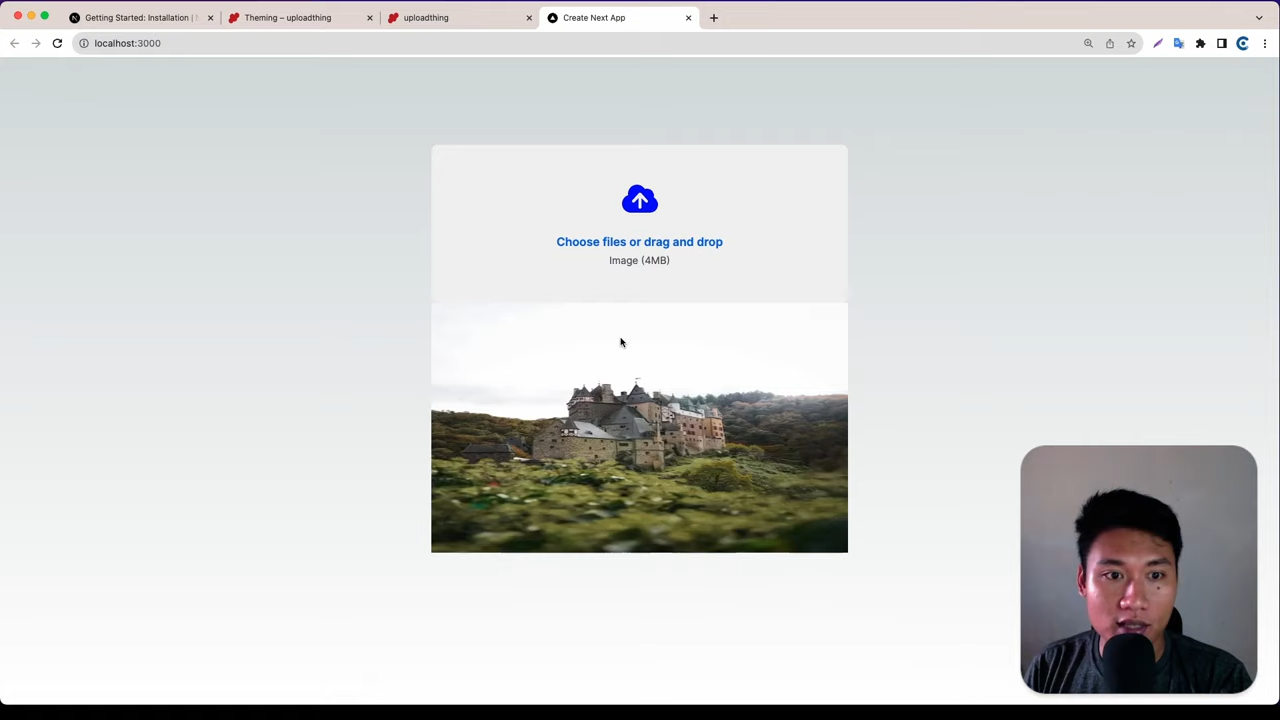 Getting Started: Installation |
Theming – uploadthing
uploadthing
Create Next App
localhost:3000
Choose files or drag and drop
Image (4MB)